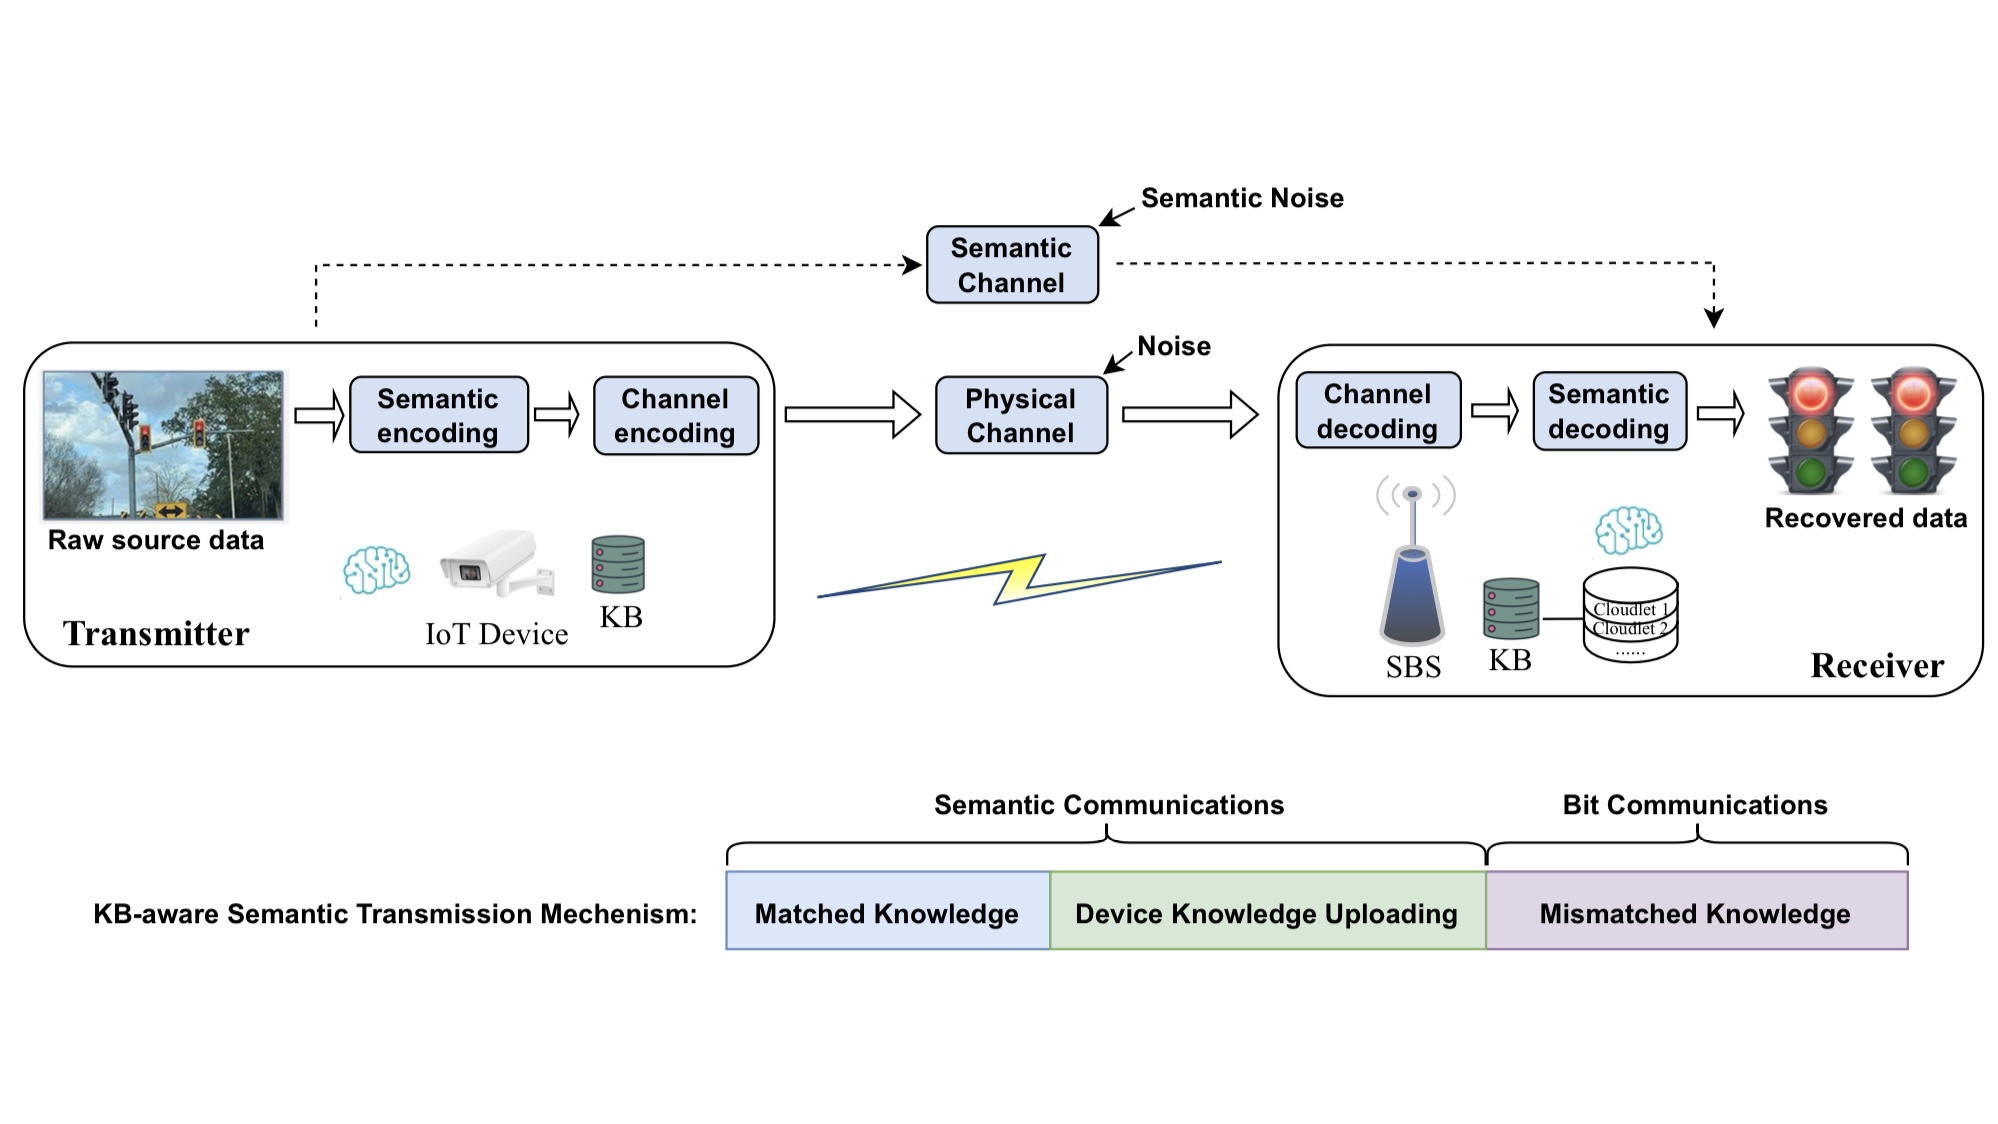 Semantic Noise
Semantic
Channel
Noise
Semantic
encoding
Channel
encoding
Physical
Channel
Channel
decoding
Semantic
decoding
Raw source data
Recovered data
Transmitter
IoT Device
KB
SBS
KB
Cloudlet 1
Cloudlet 2
......
Receiver
Semantic Communications
Bit Communications
KB-aware Semantic Transmission Mechenism:
Matched Knowledge
Device Knowledge Uploading
Mismatched Knowledge